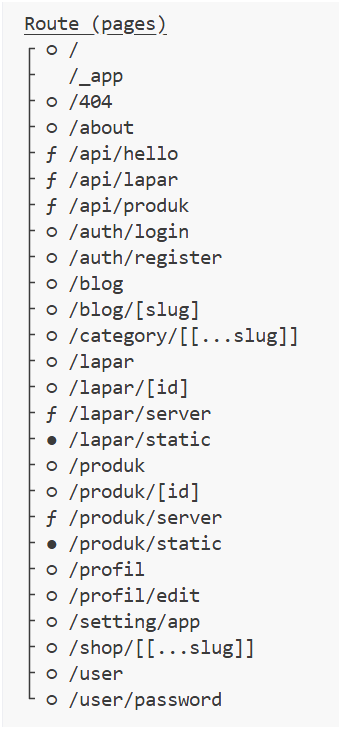 Route (pages)
┌ ○ /
├   /_app
├ ○ /404
├ ○ /about
├ ƒ /api/hello
├ ƒ /api/lapar
├ ƒ /api/produk
├ ○ /auth/login
├ ○ /auth/register
├ ○ /blog
├ ○ /blog/[slug]
├ ○ /category/[[...slug]]
├ ○ /lapar
├ ○ /lapar/[id]
├ ƒ /lapar/server
├ ● /lapar/static
├ ○ /produk
├ ○ /produk/[id]
├ ƒ /produk/server
├ ● /produk/static
├ ○ /profil
├ ○ /profil/edit
├ ○ /setting/app
├ ○ /shop/[[...slug]]
├ ○ /user
└ ○ /user/password